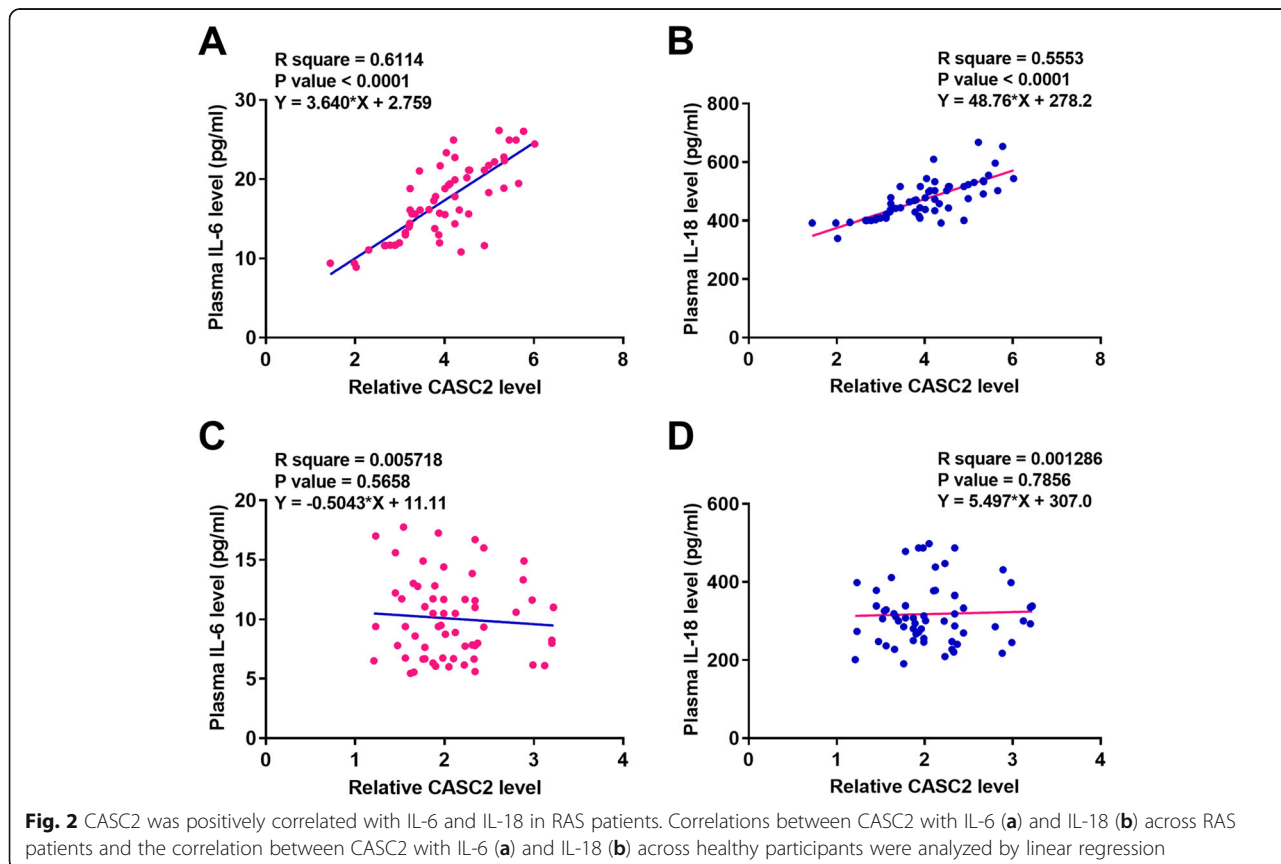 A
R square = 0.6114
P value < 0.0001
Y = 3.640*X + 2.759
Plasma IL-6 level (pg/ml)
30
20
10
0
0 2 4 6 8
Relative CASC2 level
B
R square = 0.5553
P value < 0.0001
Y = 48.76*X + 278.2
Plasma IL-18 level (pg/ml)
800
600
400
200
0
0 2 4 6 8
Relative CASC2 level
C
R square = 0.005718
P value = 0.5658
Y = -0.5043*X + 11.11
Plasma IL-6 level (pg/ml)
20
15
10
5
0
0 1 2 3 4
Relative CASC2 level
D
R square = 0.001286
P value = 0.7856
Y = 5.497*X + 307.0
Plasma IL-18 level (pg/ml)
600
400
200
0
0 1 2 3 4
Relative CASC2 level
Fig. 2 CASC2 was positively correlated with IL-6 and IL-18 in RAS patients. Correlations between CASC2 with IL-6 (a) and IL-18 (b) across RAS
patients and the correlation between CASC2 with IL-6 (a) and IL-18 (b) across healthy participants were analyzed by linear regression